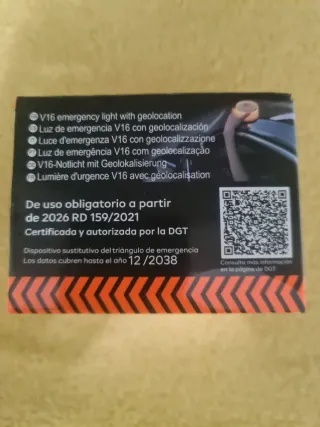 V16 emergency light with geolocation
Luz de emergencia V16 con geolocalización
Luce d'emergenza V16 con geolocalizzazione
Luz de emergência V16 com geolocalização
V16-Notlicht mit Geolokalisierung
Lumière d'urgence V16 avec géolocalisation
De uso obligatorio a partir
de 2026 RD 159/2021
Certificada y autorizada por la DGT
Dispositivo sustitutivo del triángulo de emergencia
Los datos cubren hasta el año 12/2038
Consulta más información
en la página de DGT